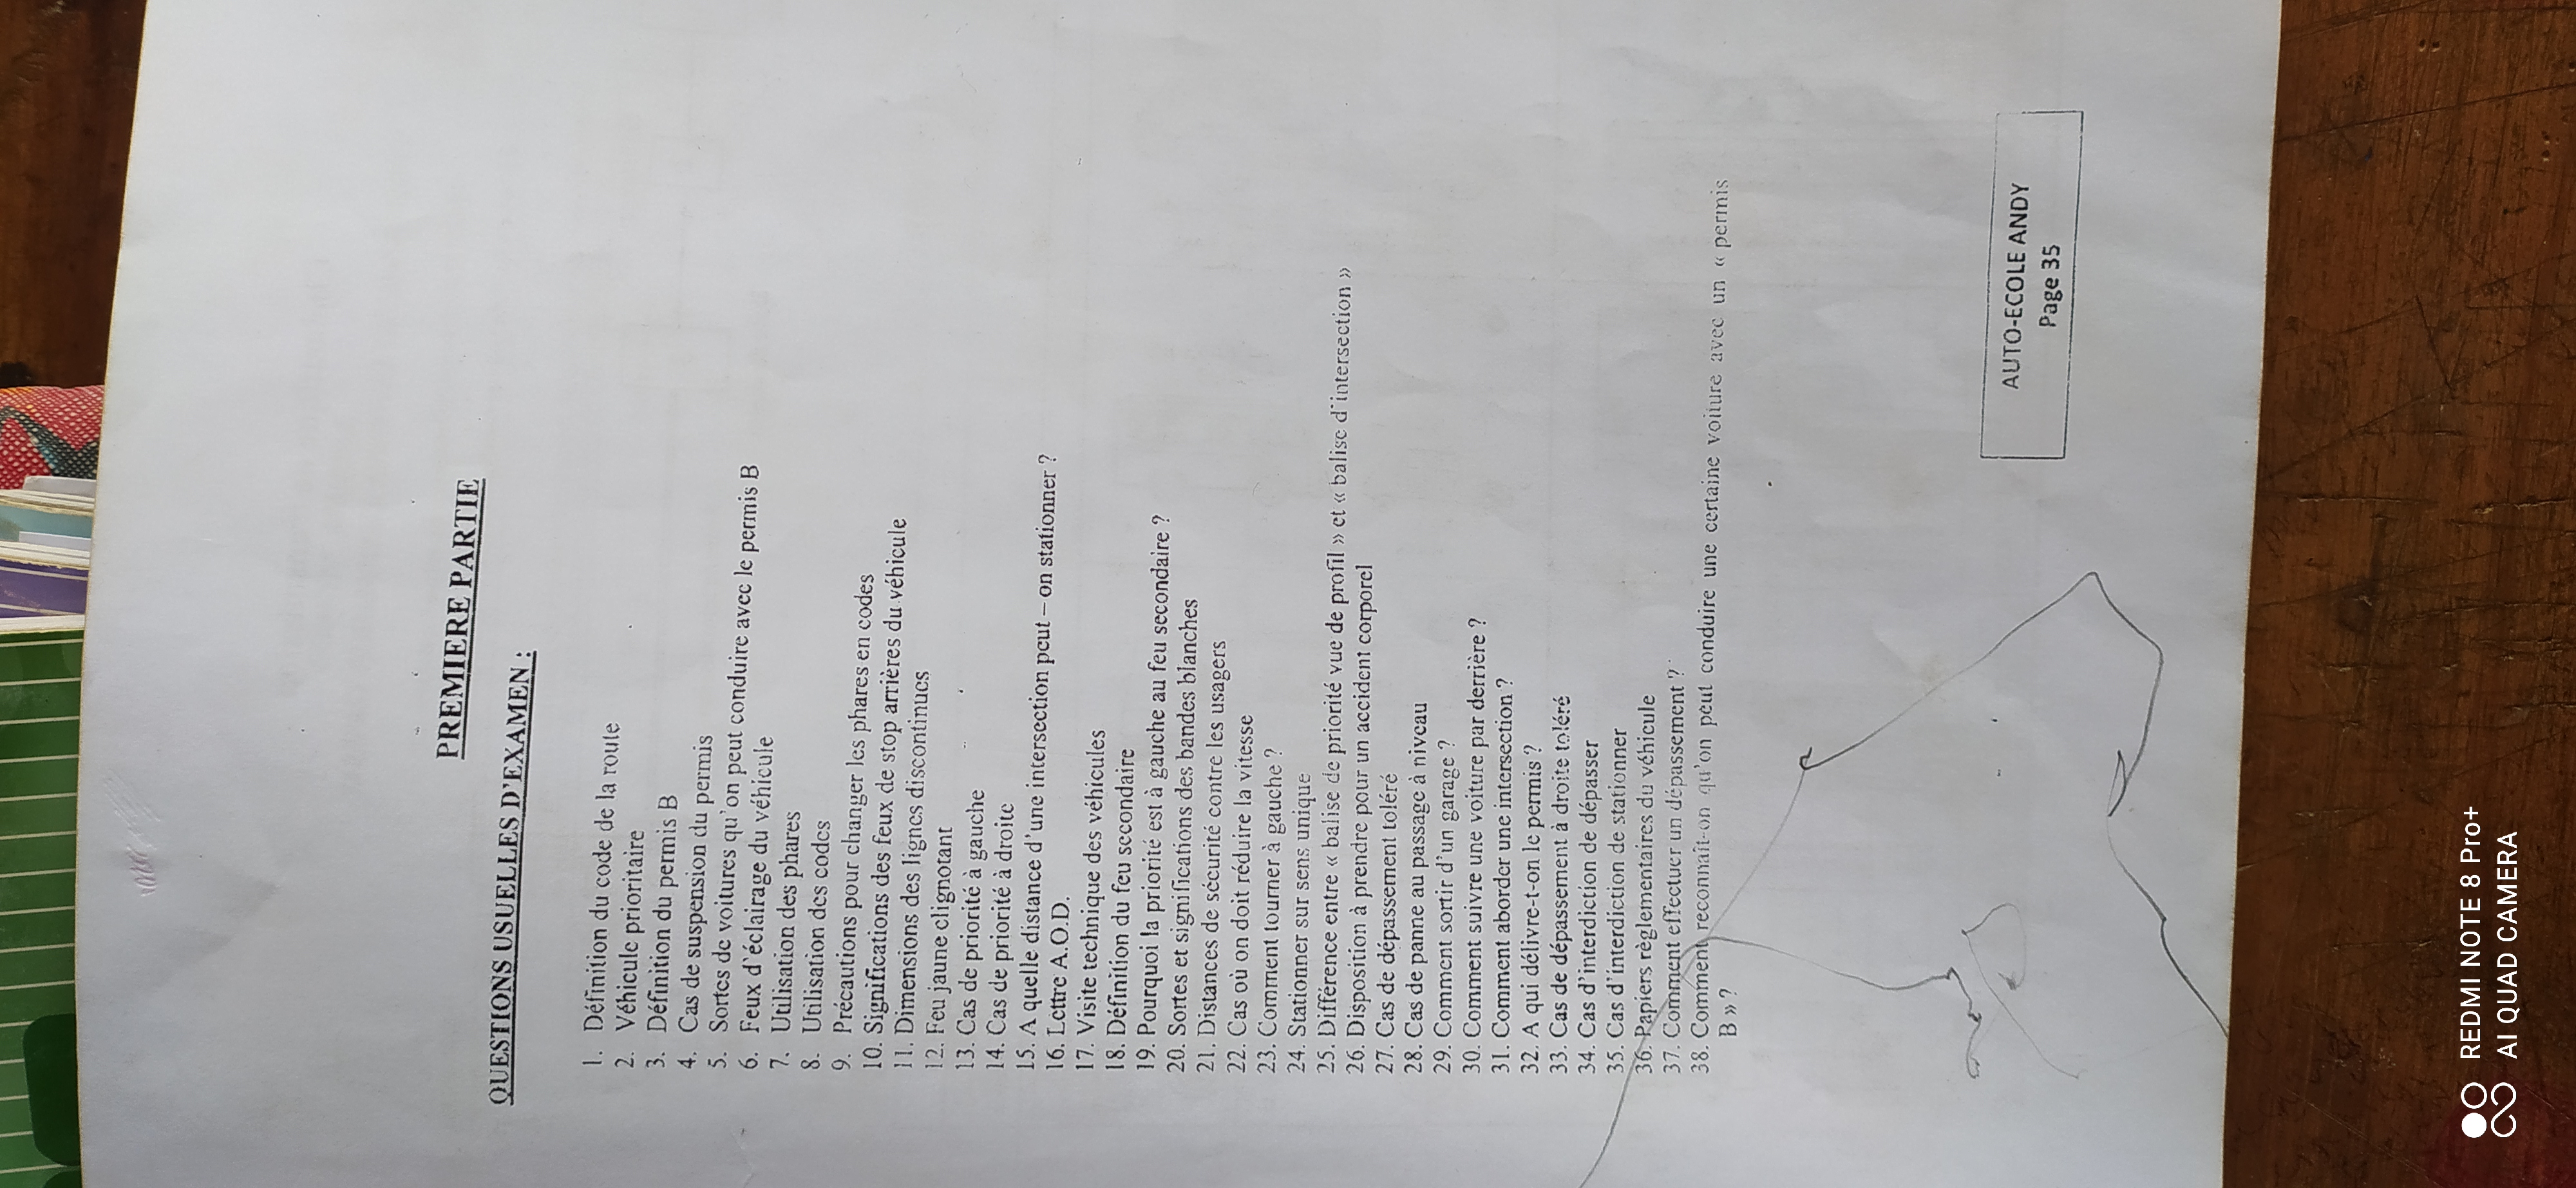 PREMIERE PARTIE
QUESTIONS USUELLES D'EXAMEN :
1. Définition du code de la route
2. Véhicule prioritaire
3. Définition du permis B
4. Cas de suspension du permis
5. Sortes de voitures qu'on peut conduire avec le permis B
6. Feux d'éclairage du véhicule
7. Utilisation des phares
8. Utilisation des codes
9. Précautions pour changer les phares en codes
10. Significations des feux de stop arrières du véhicule
11. Dimensions des lignes discontinues
12. Feu jaune clignotant
13. Cas de priorité à gauche
14. Cas de priorité à droite
15. A quelle distance d'une intersection peut – on stationner ?
16. Lettre A.O.D.
17. Visite technique des véhicules
18. Définition du feu secondaire
19. Pourquoi la priorité est à gauche au feu secondaire ?
20. Sortes et significations des bandes blanches
21. Distances de sécurité contre les usagers
22. Cas où on doit réduire la vitesse
23. Comment tourner à gauche ?
24. Stationner sur sens unique
25. Différence entre « balise de priorité vue de profil » et « balise d'intersection »
26. Disposition à prendre pour un accident corporel
27. Cas de dépassement toléré
28. Cas de panne au passage à niveau
29. Comment sortir d'un garage ?
30. Comment suivre une voiture par derrière ?
31. Comment aborder une intersection ?
32. A qui délivre-t-on le permis ?
33. Cas de dépassement à droite toléré
34. Cas d'interdiction de dépasser
35. Cas d'interdiction de stationner
36. Papiers règlementaires du véhicule
37. Comment effectuer un dépassement ?
38. Comment reconnaît-on qu'on peut conduire une certaine voiture avec un « permis
B » ?
AUTO-ECOLE ANDY
Page 35
REDMI NOTE 8 Pro+
AI QUAD CAMERA